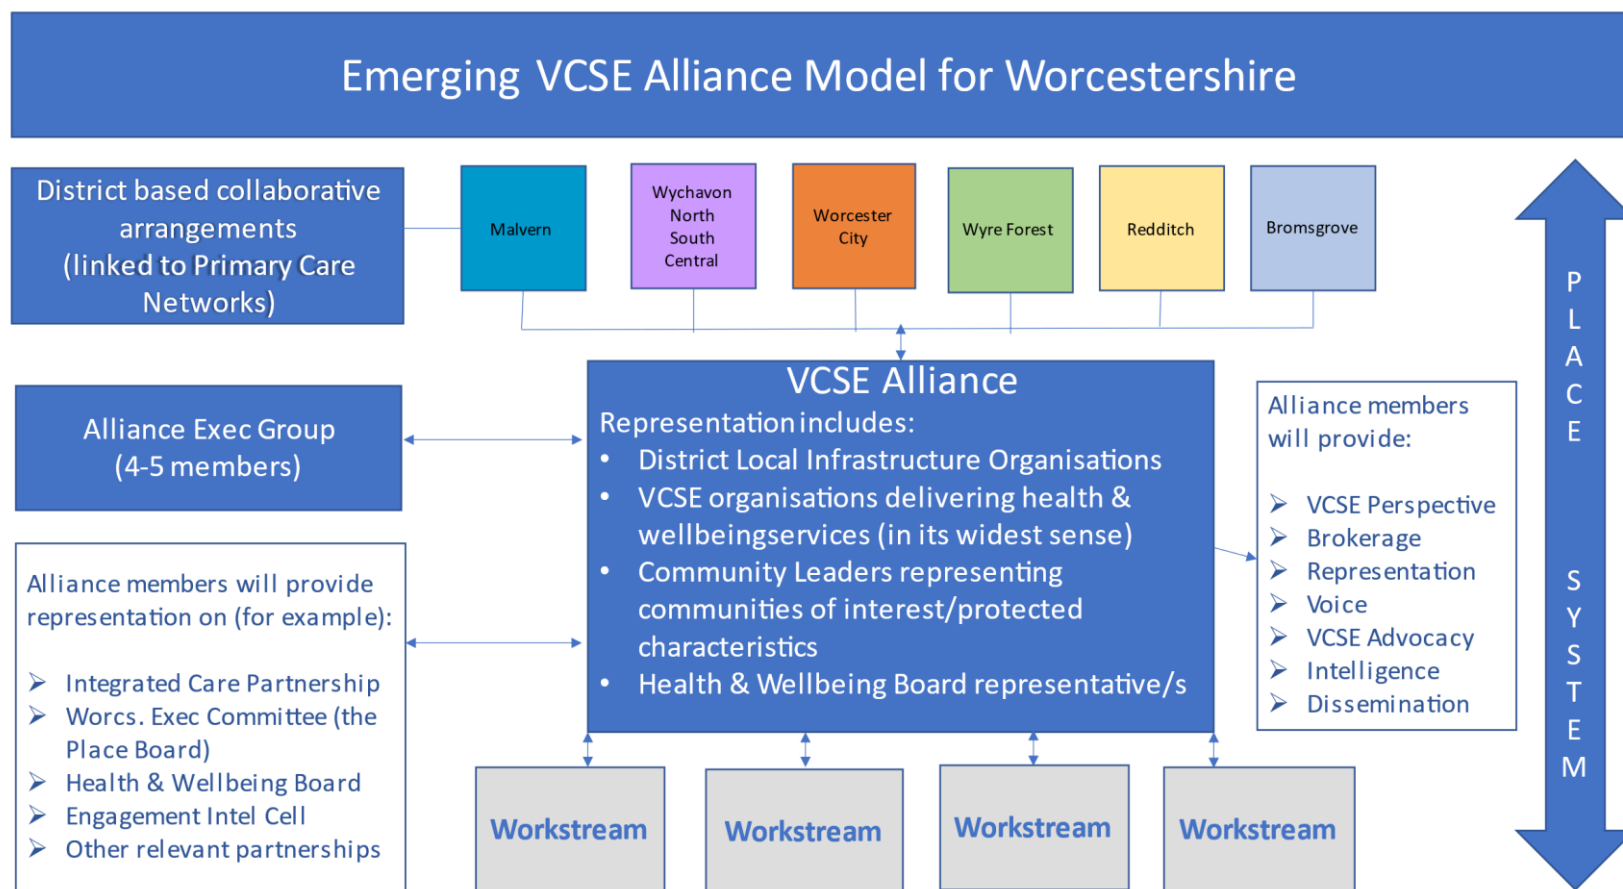 Emerging VCSE Alliance Model for Worcestershire
District based collaborative
arrangements
(linked to Primary Care
Networks)
Malvern
Wychavon
North
South
Central
Worcester
City
Wyre Forest
Redditch
Bromsgrove
Alliance Exec Group
(4-5 members)
Alliance members will provide
representation on (for example):
➢ Integrated Care Partnership
➢ Worcs. Exec Committee (the
Place Board)
➢ Health & Wellbeing Board
➢ Engagement Intel Cell
➢ Other relevant partnerships
VCSE Alliance
Representation includes:
• District Local Infrastructure Organisations
• VCSE organisations delivering health &
wellbeingservices (in its widest sense)
• Community Leaders representing
communities of interest/protected
characteristics
• Health & Wellbeing Board representative/s
Alliance members
will provide:
➢ VCSE Perspective
➢ Brokerage
➢ Representation
➢ Voice
➢ VCSE Advocacy
➢ Intelligence
➢ Dissemination
Workstream
Workstream
Workstream
Workstream
PLACE
SYSTEM